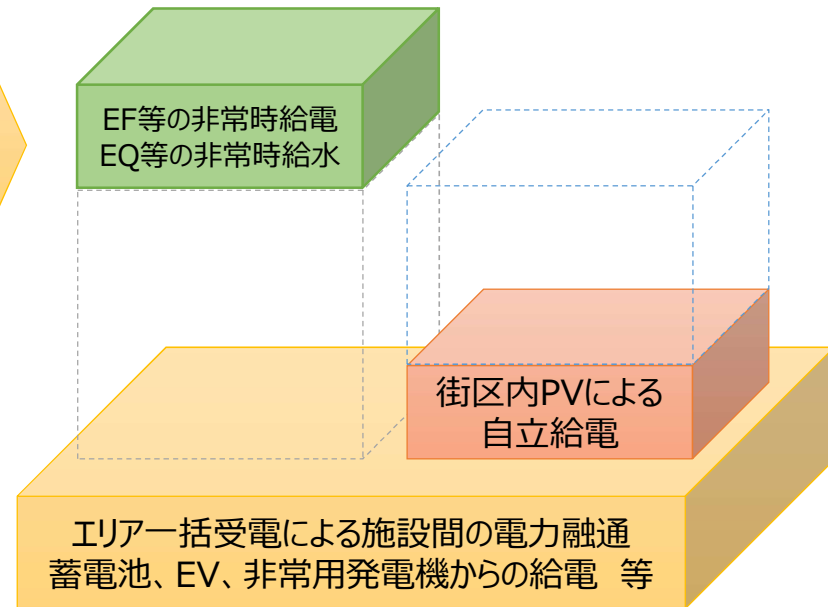 EF等の非常時給電
EQ等の非常時給水
街区内PVによる
自立給電
エリア一括受電による施設間の電力融通
蓄電池、EV、非常用発電機からの給電　等